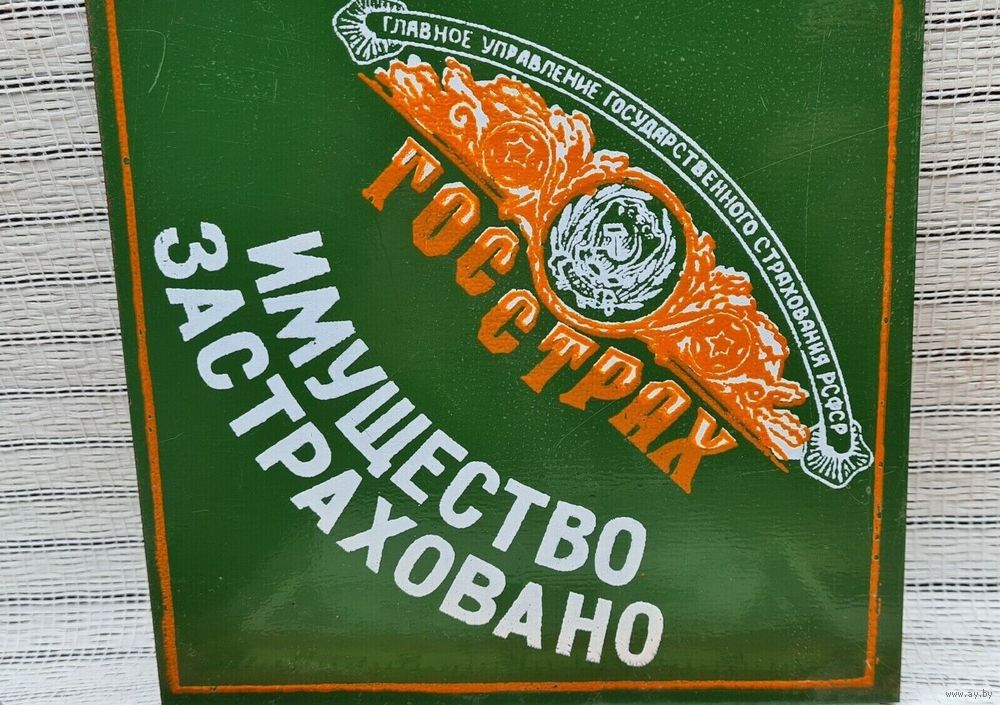 ГЛАВНОЕ УПРАВЛЕНИЕ ГОСУДАРСТВЕННОГО СТРАХОВАНИЯ РСФСР
ГОССТРАХ
ИМУЩЕСТВО
ЗАСТРАХОВАНО
www.ay.by